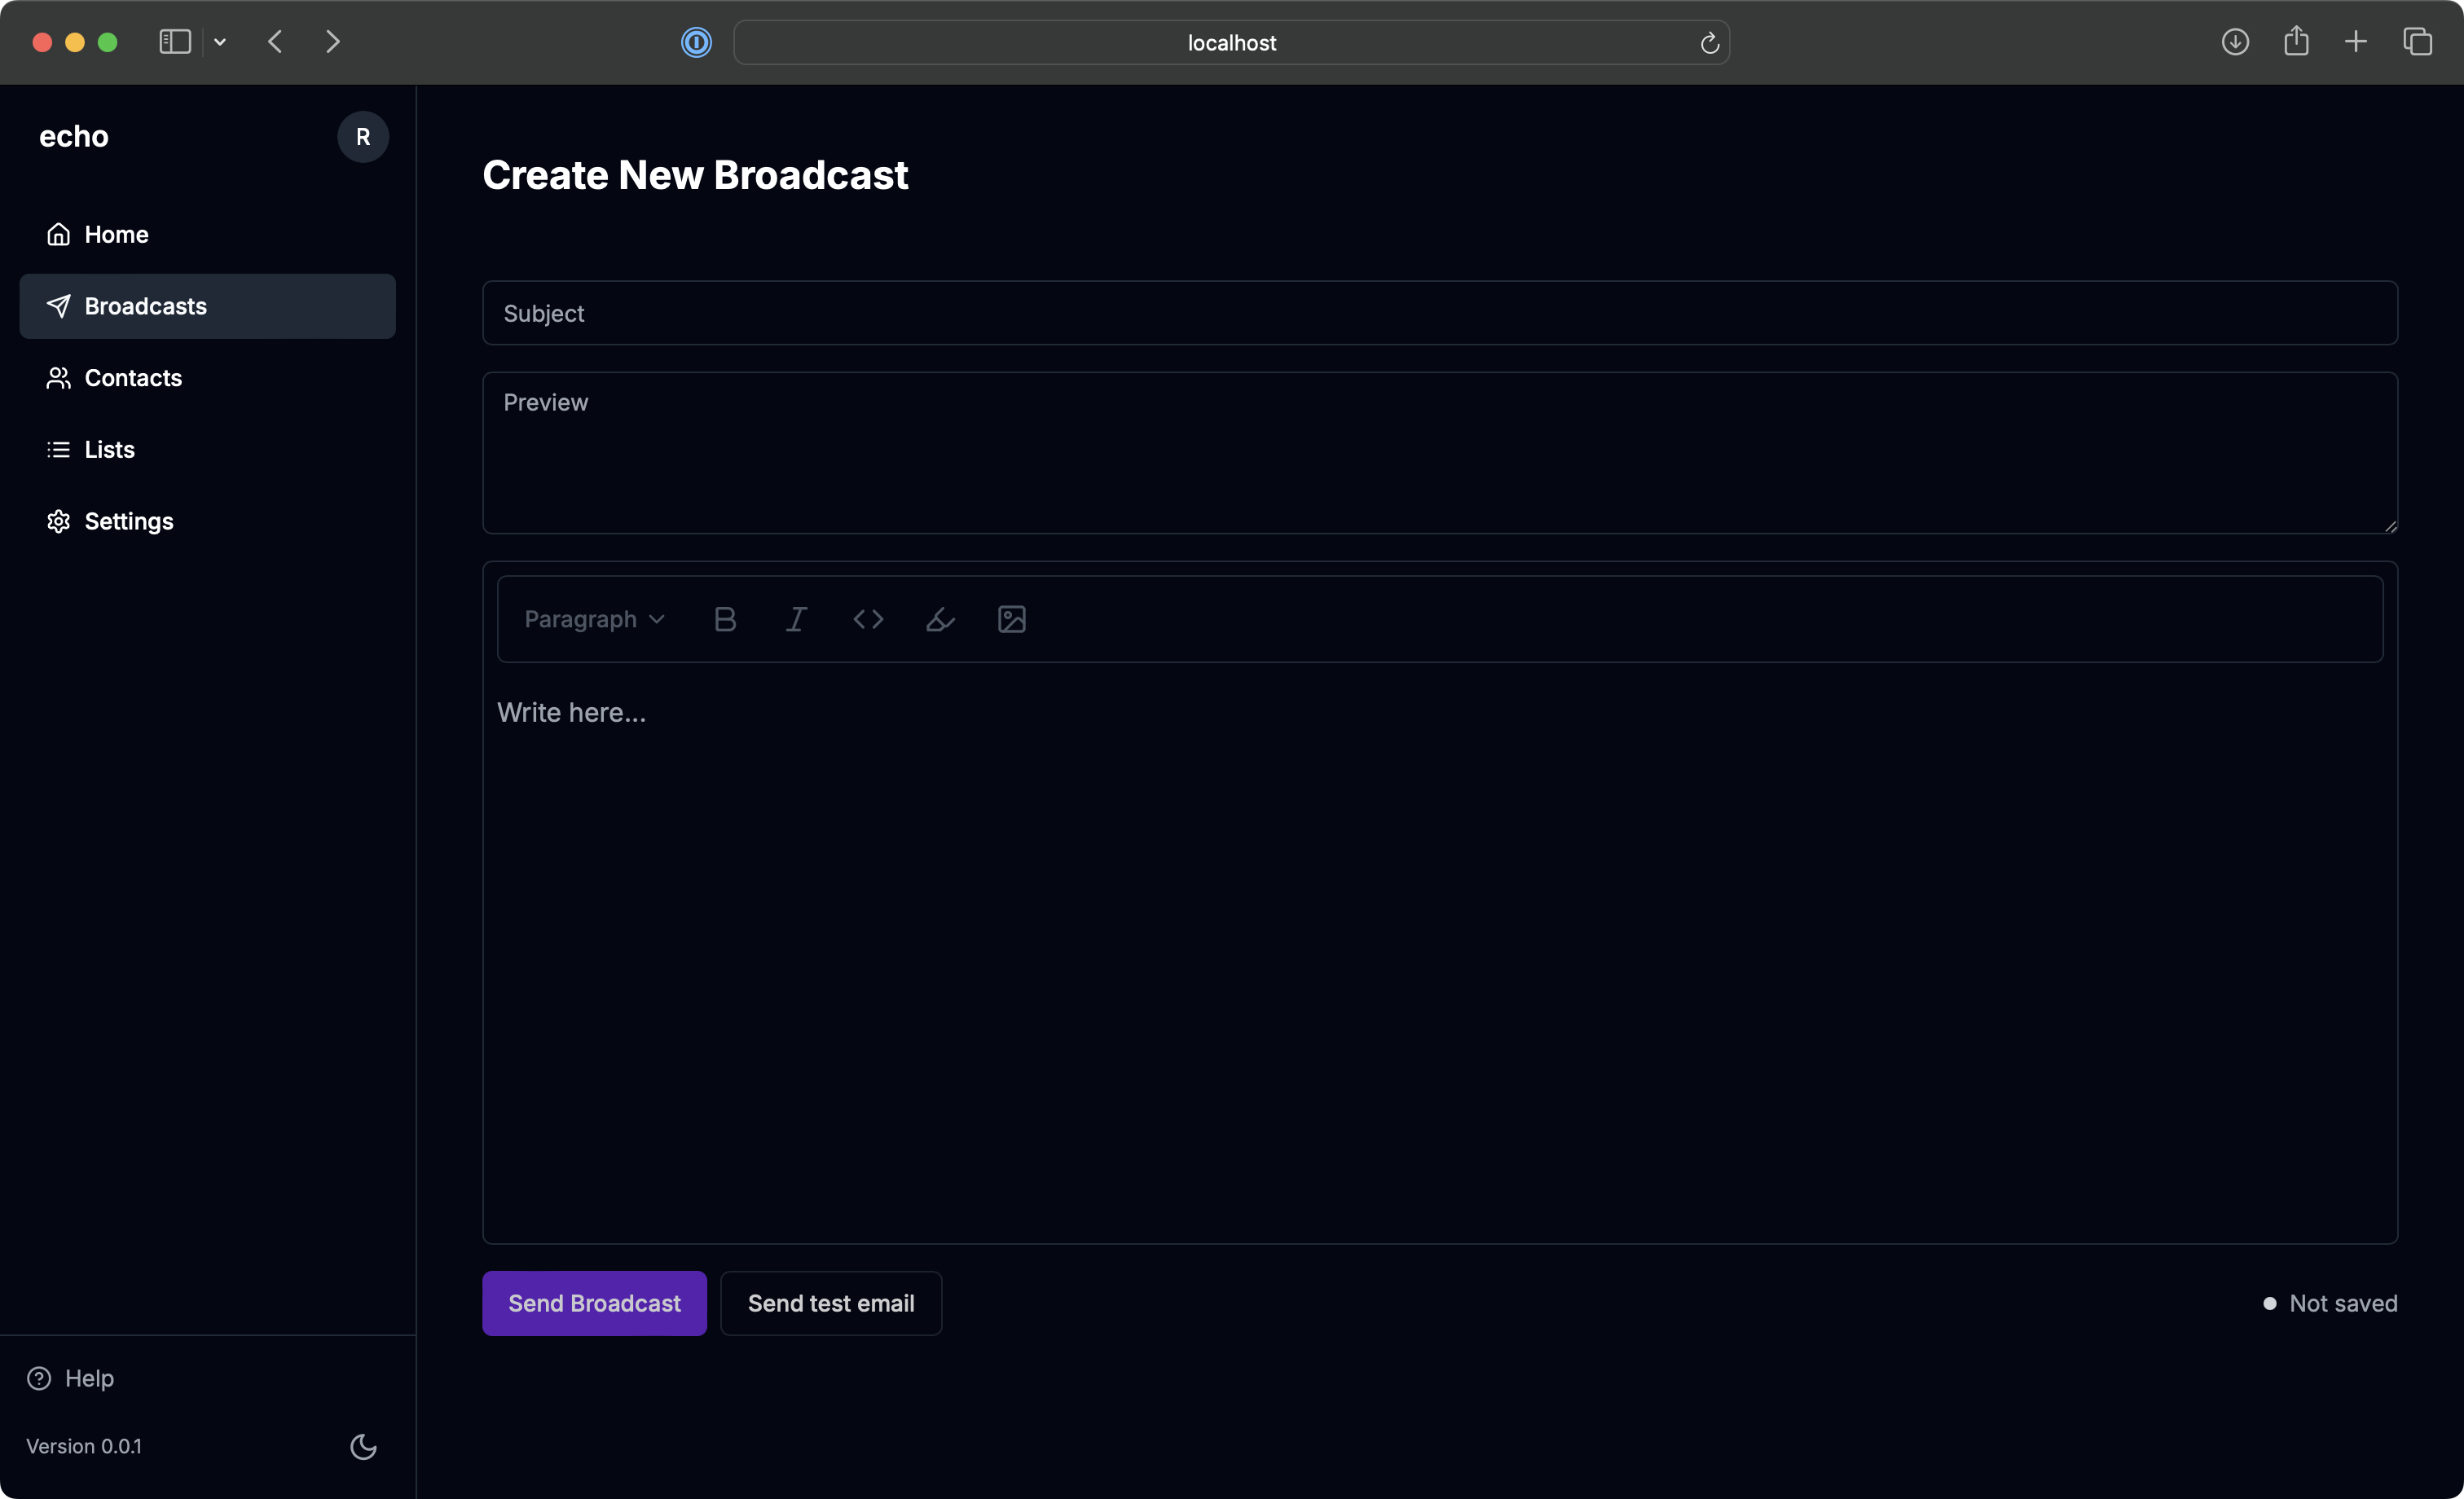 localhost
echo
R
Home
Broadcasts
Contacts
Lists
Settings
Help
Version 0.0.1
Create New Broadcast
Subject
Preview
Paragraph
Write here...
Send Broadcast
Send test email
Not saved